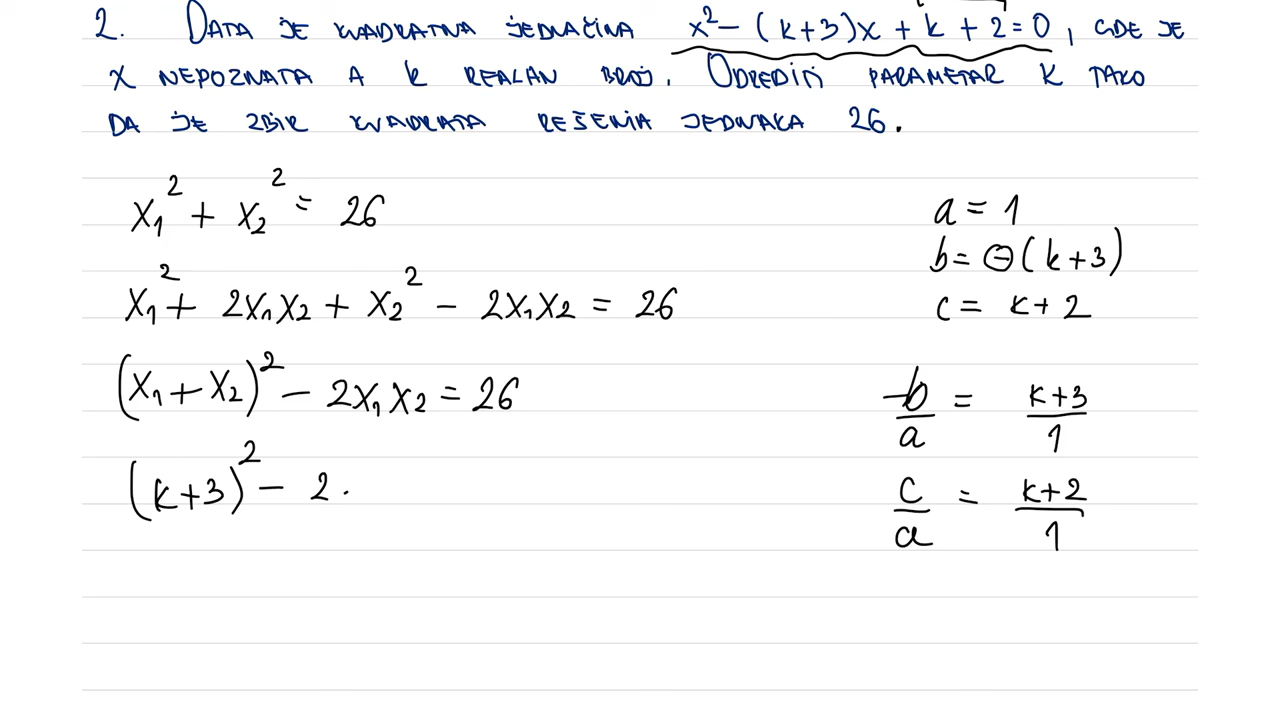 2. DATA JE KVADRATNA JEDNAČINA x² - (k+3)x + k + 2 = 0, GDE JE
X NEPOZNATA A k REALAN BROJ. ODREDITI PARAMETAR K TAKO
DA JE ZBIR KVADRATA REŠENJA JEDNAKA 26.
x₁² + x₂² = 26
a = 1
b = -(k+3)
x₁² + 2x₁x₂ + x₂² - 2x₁x₂ = 26
c = k+2
(x₁+x₂)² - 2x₁x₂ = 26
-b/a = (k+3)/1
(k+3)² - 2 ·
c/a = (k+2)/1